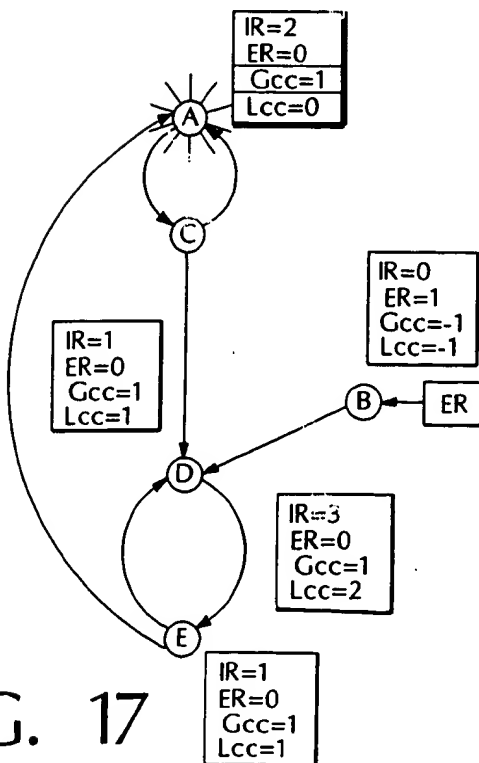 IR=2
ER=0
Gcc=1
Lcc=0
A
C
IR=0
ER=1
Gcc=-1
Lcc=-1
IR=1
ER=0
Gcc=1
Lcc=1
B
ER
D
IR=3
ER=0
Gcc=1
Lcc=2
E
IR=1
ER=0
Gcc=1
Lcc=1
G. 17